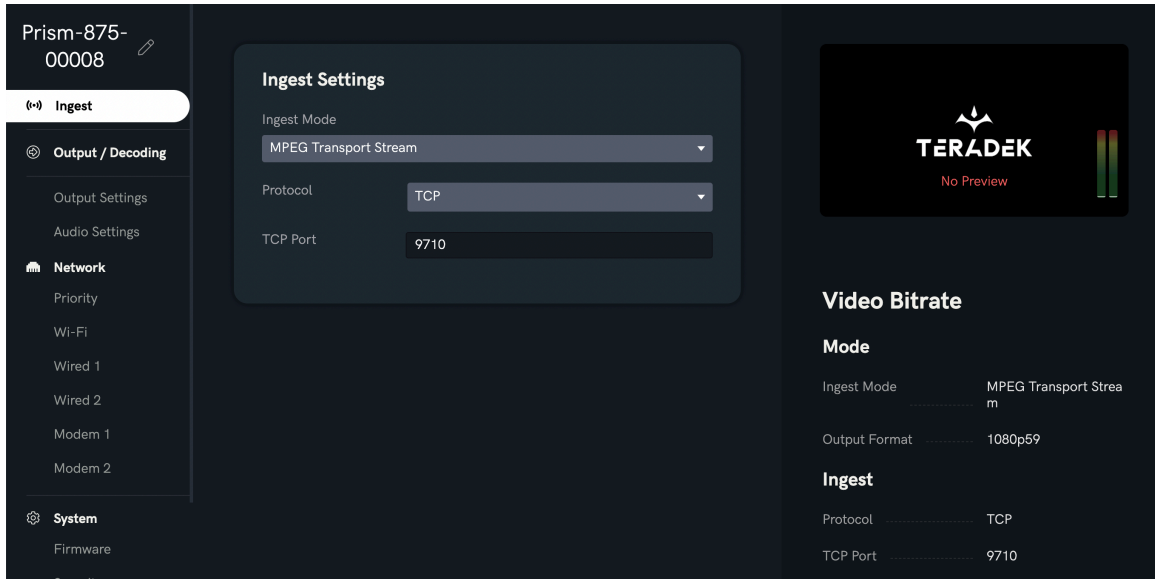 Prism-875-
00008
Ingest
Output / Decoding
Output Settings
Audio Settings
Network
Priority
Wi-Fi
Wired 1
Wired 2
Modem 1
Modem 2
System
Firmware
Ingest Settings
Ingest Mode
MPEG Transport Stream
Protocol
TCP
TCP Port
9710
TERADEK
No Preview
Video Bitrate
Mode
Ingest Mode
MPEG Transport Strea
m
Output Format
1080p59
Ingest
Protocol
TCP
TCP Port
9710